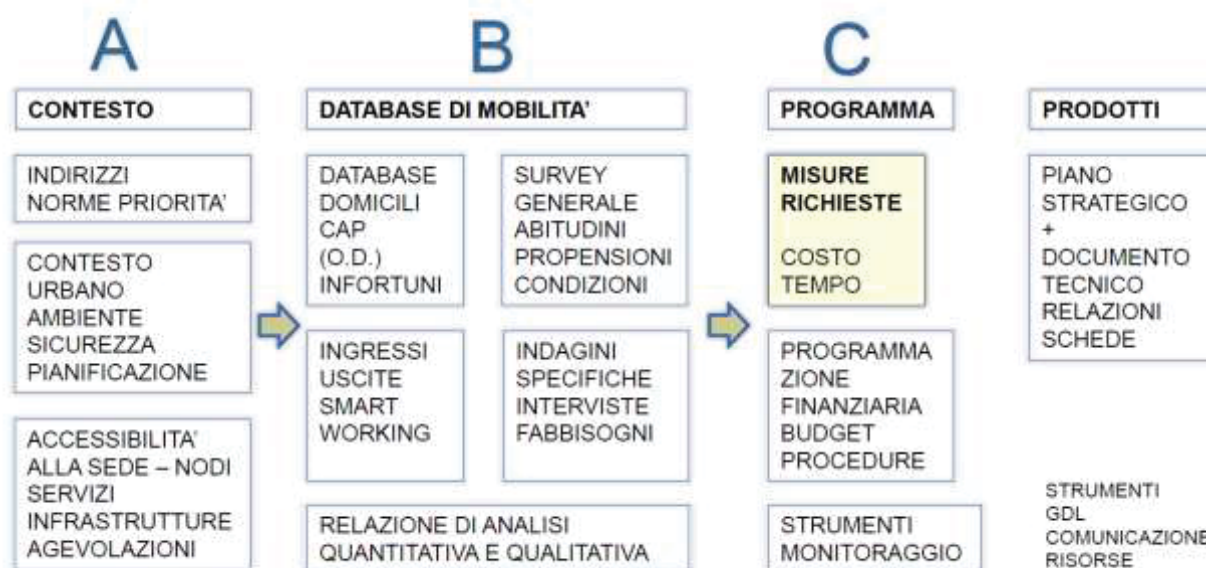 A
B
C
CONTESTO
DATABASE DI MOBILITA'
PROGRAMMA
PRODOTTI
INDIRIZZI
NORME PRIORITA'
CONTESTO
URBANO
AMBIENTE
SICUREZZA
PIANIFICAZIONE
ACCESSIBILITA'
ALLA SEDE – NODI
SERVIZI
INFRASTRUTTURE
AGEVOLAZIONI
DATABASE
DOMICILI
CAP
(O.D.)
INFORTUNI
SURVEY
GENERALE
ABITUDINI
PROPENSIONI
CONDIZIONI
INGRESSI
USCITE
SMART
WORKING
INDAGINI
SPECIFICHE
INTERVISTE
FABBISOGNI
RELAZIONE DI ANALISI
QUANTITATIVA E QUALITATIVA
MISURE
RICHIESTE
COSTO
TEMPO
PROGRAMMA
ZIONE
FINANZIARIA
BUDGET
PROCEDURE
STRUMENTI
MONITORAGGIO
PIANO
STRATEGICO
+
DOCUMENTO
TECNICO
RELAZIONI
SCHEDE
STRUMENTI
GDL
COMUNICAZIONE
RISORSE